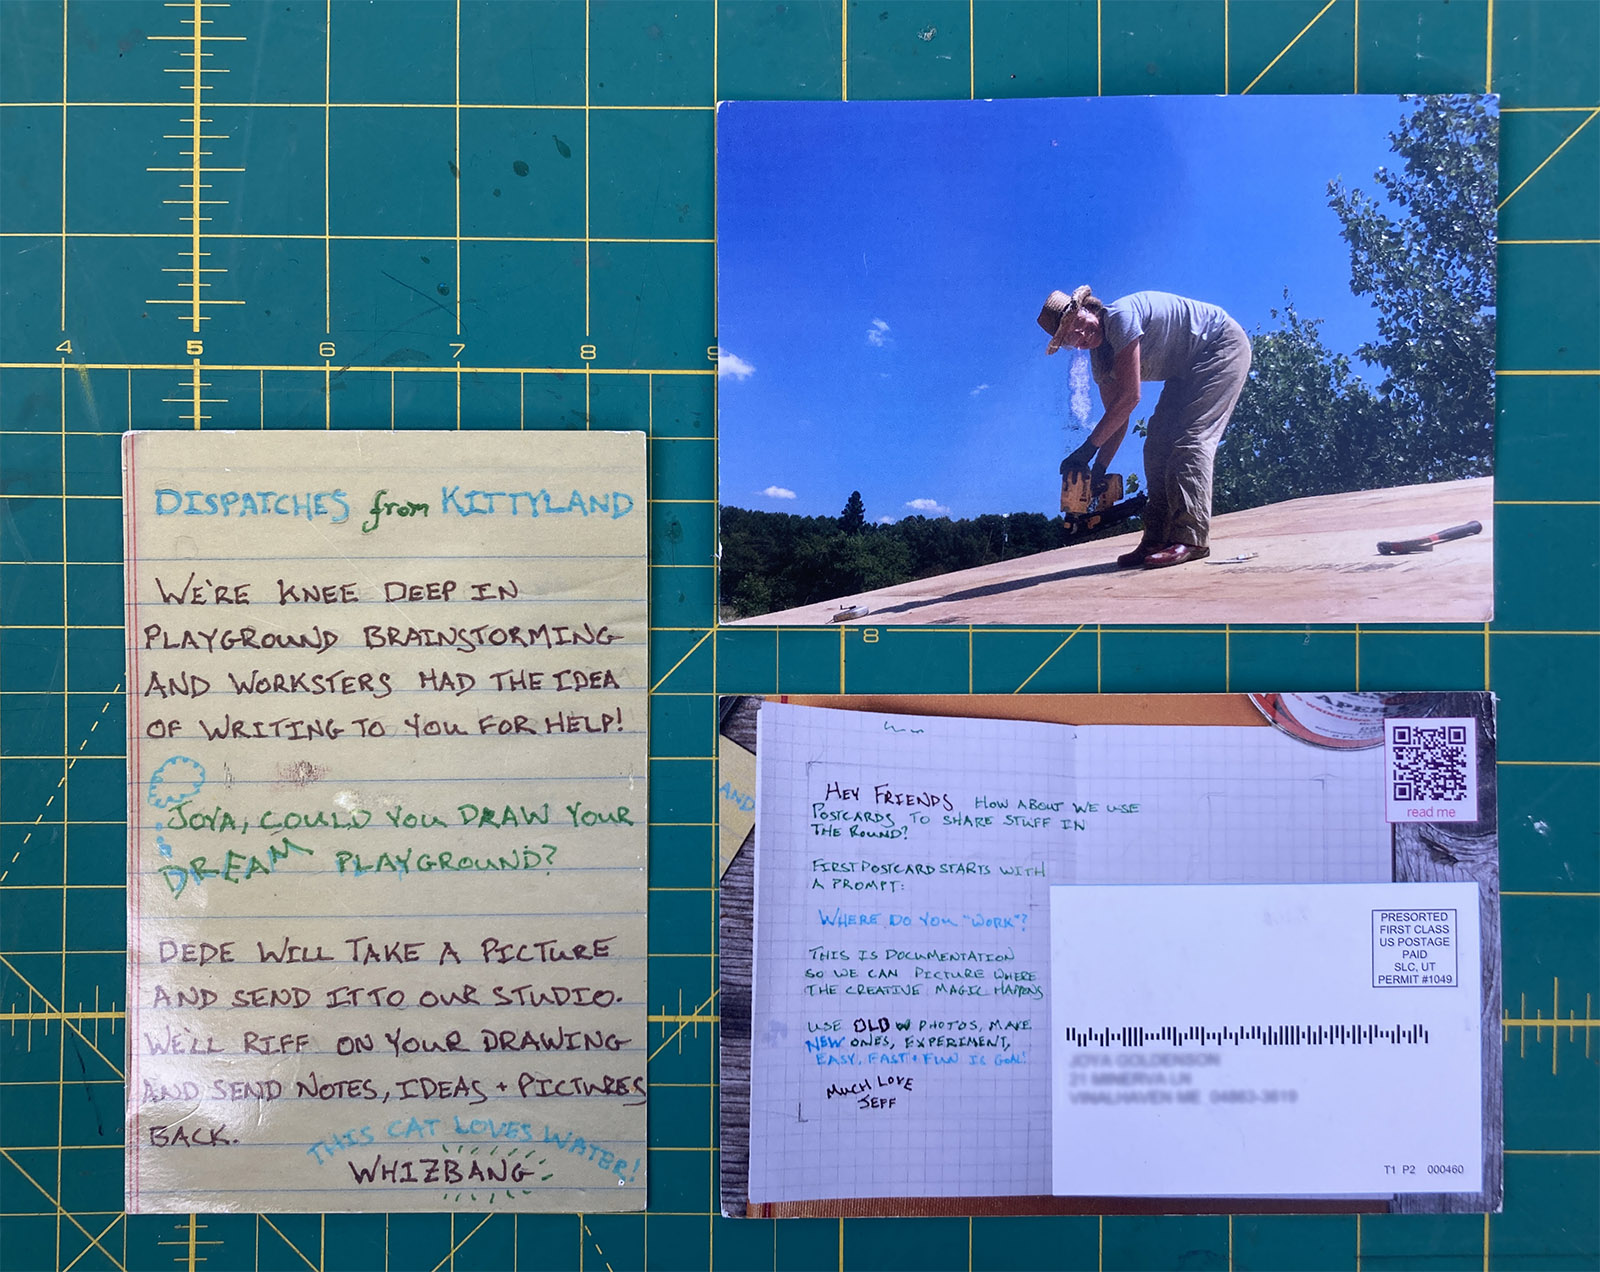 4 5 6 7 8 9
8
DISPATCHES from KITTYLAND
WE'RE KNEE DEEP IN
PLAYGROUND BRAINSTORMING
AND WORKSTERS HAD THE IDEA
OF WRITING TO YOU FOR HELP!
JOYA, COULD YOU DRAW YOUR
DREAM PLAYGROUND?
DEDE WILL TAKE A PICTURE
AND SEND IT TO OUR STUDIO.
WE'LL RIFF ON YOUR DRAWING
AND SEND NOTES, IDEAS + PICTURES
BACK.
THIS CAT LOVES WATER!
WHIZBANG
AND
HEY FRIENDS HOW ABOUT WE USE
POSTCARDS TO SHARE STUFF IN
THE ROUND?
FIRST POSTCARD STARTS WITH
A PROMPT:
WHERE DO YOU "WORK"?
THIS IS DOCUMENTATION
SO WE CAN PICTURE WHERE
THE CREATIVE MAGIC HAPPENS
USE OLD PHOTOS, MAKE
NEW ONES, EXPERIMENT,
EASY, FAST + FUN IS GOAL!
MUCH LOVE
JEFF
read me
PRESORTED
FIRST CLASS
US POSTAGE
PAID
SLC, UT
PERMIT #1049
T1 P2 000460